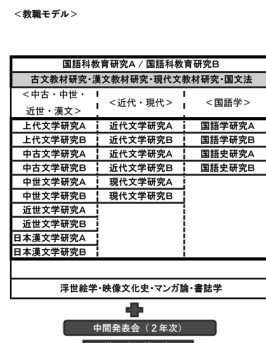 ＜教職モデル＞
国語科教育研究A / 国語科教育研究B
古文教材研究・漢文教材研究・現代文教材研究・国文法
＜中古・中世・
近世・漢文＞
＜近代・現代＞
＜国語学＞
上代文学研究A 近代文学研究A 国語学研究A
上代文学研究B 近代文学研究B 国語学研究B
中古文学研究A 近代文学研究A 国語史研究A
中古文学研究B 近代文学研究B 国語史研究B
中世文学研究A 現代文学研究A
中世文学研究B 現代文学研究B
近世文学研究A
近世文学研究B
日本漢文学研究A
日本漢文学研究B
浮世絵学・映像文化史・マンガ論・書誌学
中間発表会（２年次）